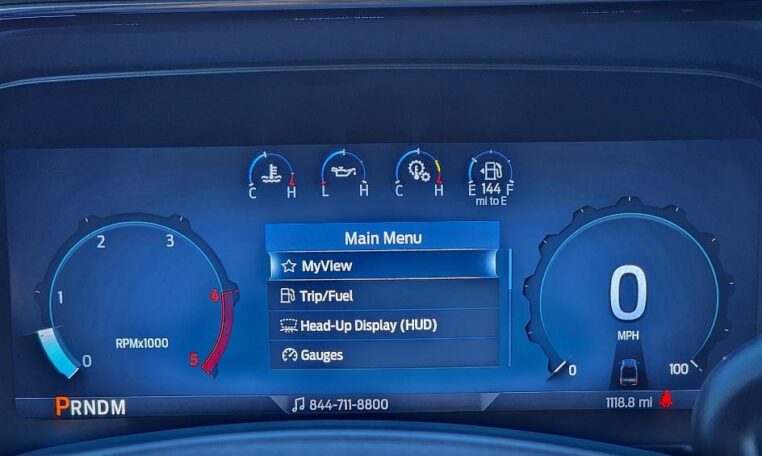 C H
L H
C H
E F
144
mi to E
Main Menu
MyView
Trip/Fuel
Head-Up Display (HUD)
Gauges
0 1 2 3 4 5
RPMx1000
0
MPH
0 100
PRNDM
844-711-8800
1118.8 mi